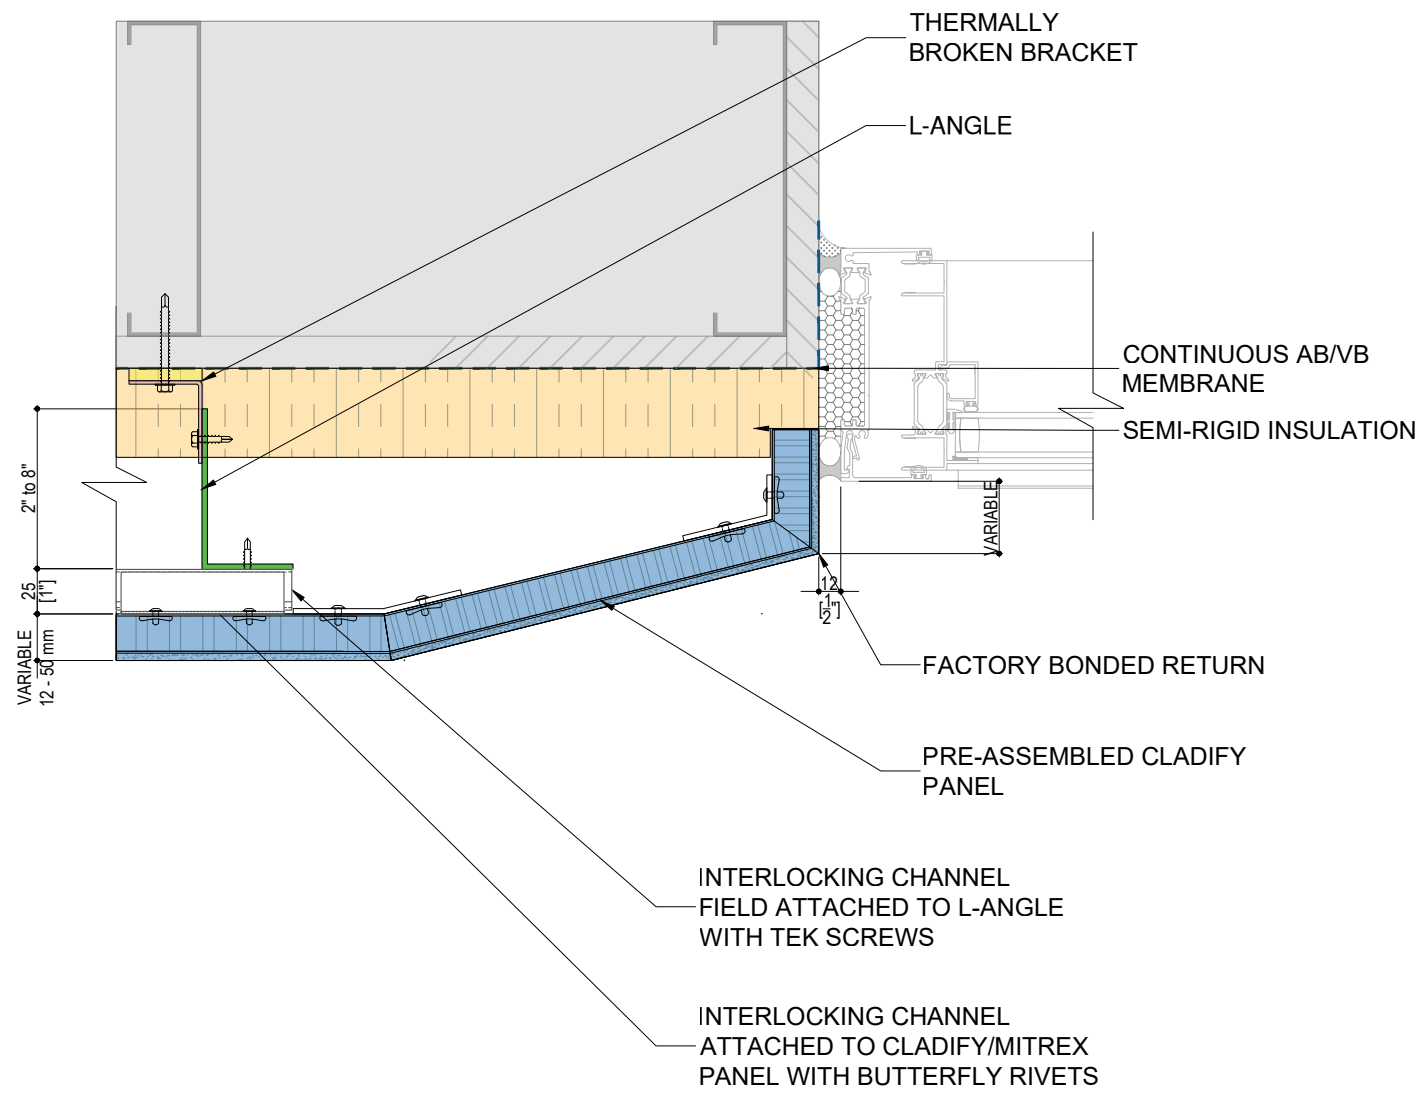 THERMALLY
BROKEN BRACKET
L-ANGLE
CONTINUOUS AB/VB
MEMBRANE
SEMI-RIGID INSULATION
2" to 8"
VARIABLE
25
[1"]
12
[1/2"]
VARIABLE
12 - 50 mm
FACTORY BONDED RETURN
PRE-ASSEMBLED CLADIFY
PANEL
INTERLOCKING CHANNEL
FIELD ATTACHED TO L-ANGLE
WITH TEK SCREWS
INTERLOCKING CHANNEL
ATTACHED TO CLADIFY/MITREX
PANEL WITH BUTTERFLY RIVETS